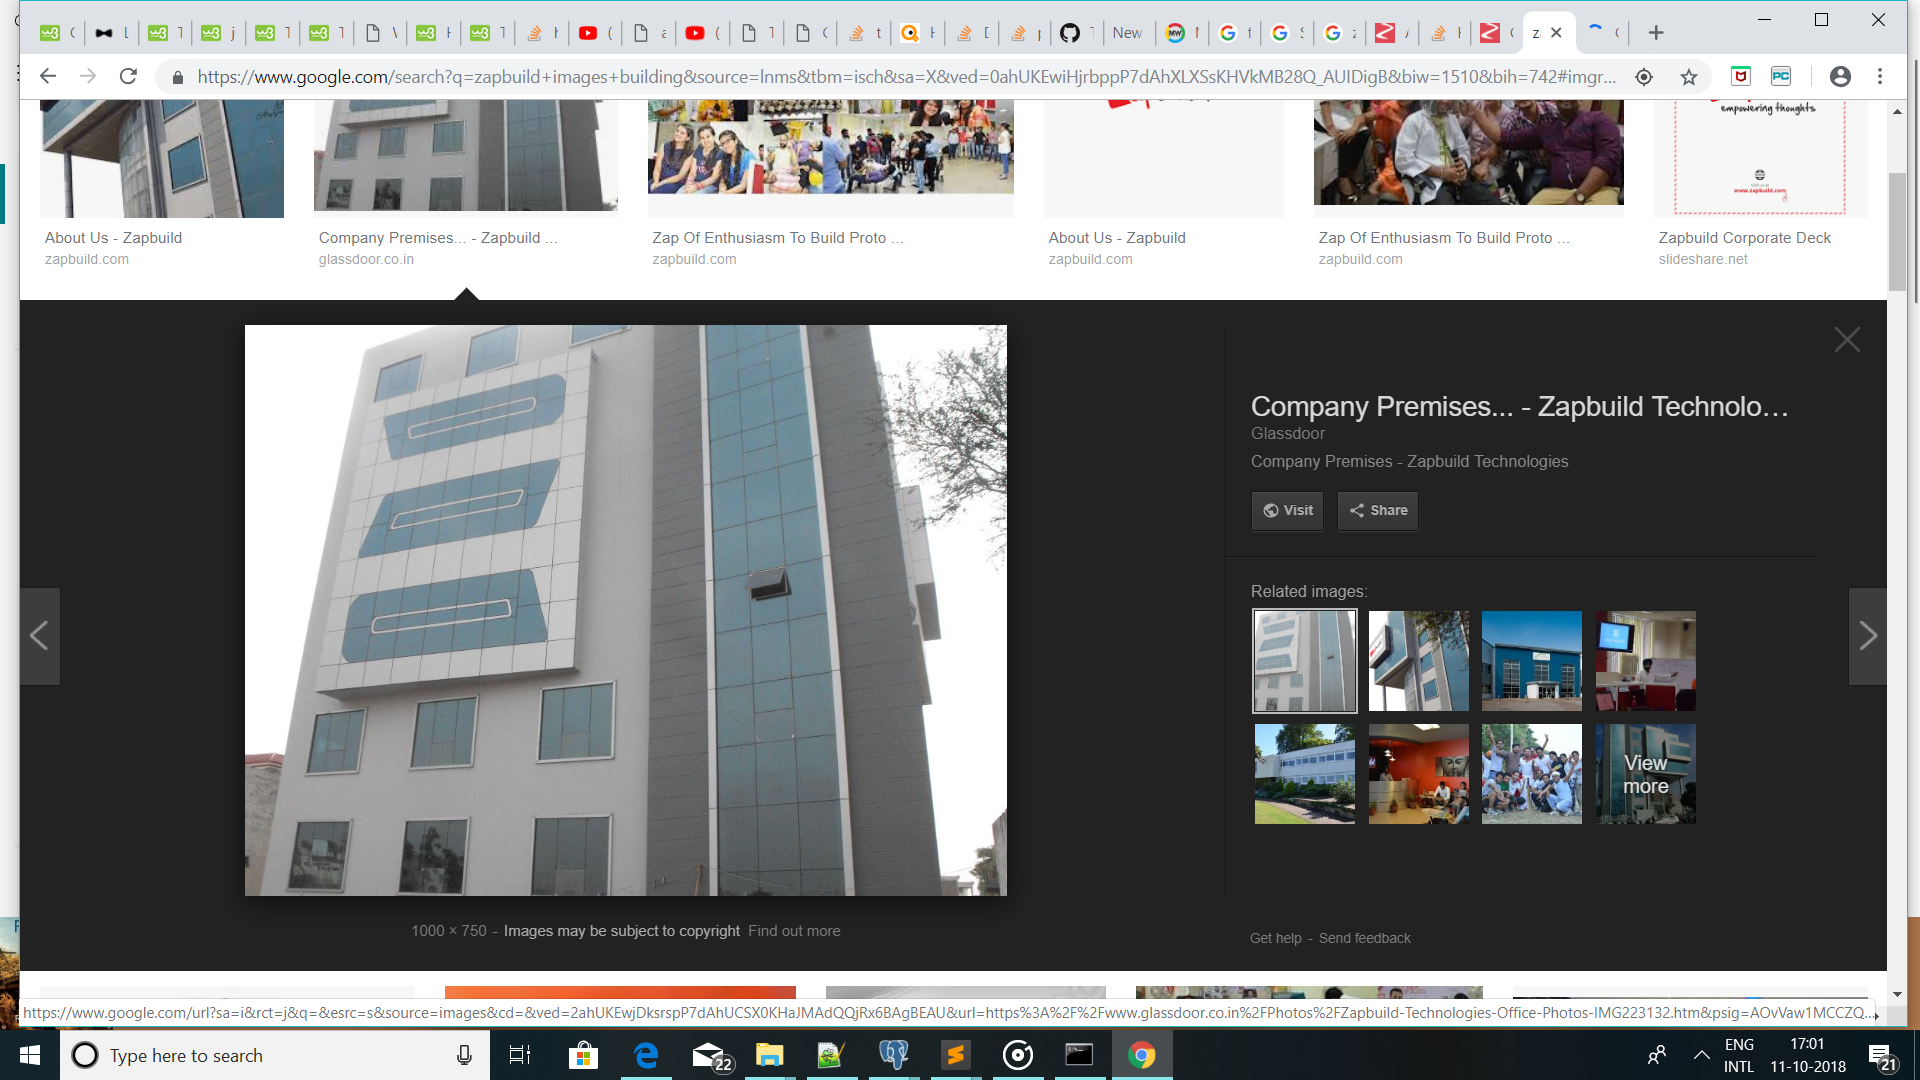 New
z
https://www.google.com/search?q=zapbuild+images+building&source=lnms&tbm=isch&sa=X&ved=0ahUKEwiHjrbppP7dAhXLXSsKHVkMB28Q_AUIDigB&biw=1510&bih=742#imgr...
empowering thoughts
www.zapbuild.com
About Us - Zapbuild
zapbuild.com
Company Premises... - Zapbuild ...
glassdoor.co.in
Zap Of Enthusiasm To Build Proto ...
zapbuild.com
About Us - Zapbuild
zapbuild.com
Zap Of Enthusiasm To Build Proto ...
zapbuild.com
Zapbuild Corporate Deck
slideshare.net
Company Premises... - Zapbuild Technolo...
Glassdoor
Company Premises - Zapbuild Technologies
Visit
Share
Related images:
View
more
1000 × 750 - Images may be subject to copyright Find out more
Get help - Send feedback
https://www.google.com/url?sa=i&rct=j&q=&esrc=s&source=images&cd=&ved=2ahUKEwjDksrspP7dAhUCSX0KHaJMAdQQjRx6BAgBEAU&url=https%3A%2F%2Fwww.glassdoor.co.in%2FPhotos%2FZapbuild-Technologies-Office-Photos-IMG223132.htm&psig=AOvVaw1MCCZQ...
Type here to search
22
ENG
INTL
17:01
11-10-2018
21